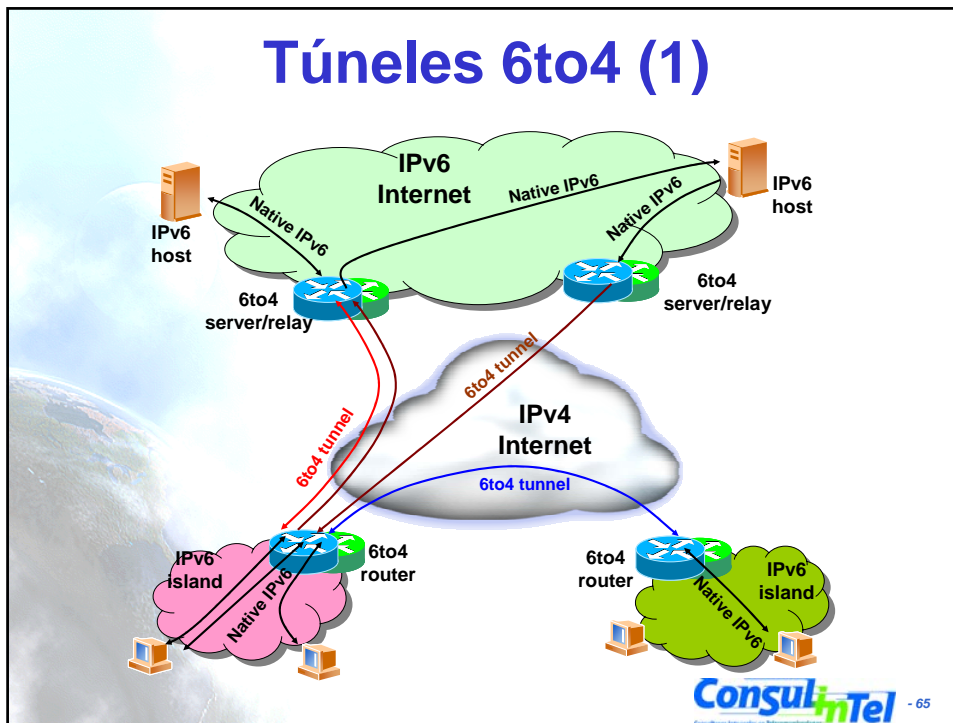 Túneles 6to4 (1)
IPv6
Internet
Native IPv6
IPv6
host
Native IPv6
Native IPv6
IPv6
host
6to4
server/relay
6to4
server/relay
6to4 tunnel
IPv4
Internet
6to4 tunnel
6to4 tunnel
IPv6
island
6to4
router
Native IPv6
6to4
router
IPv6
island
Native IPv6
ConsulinTel
- 65